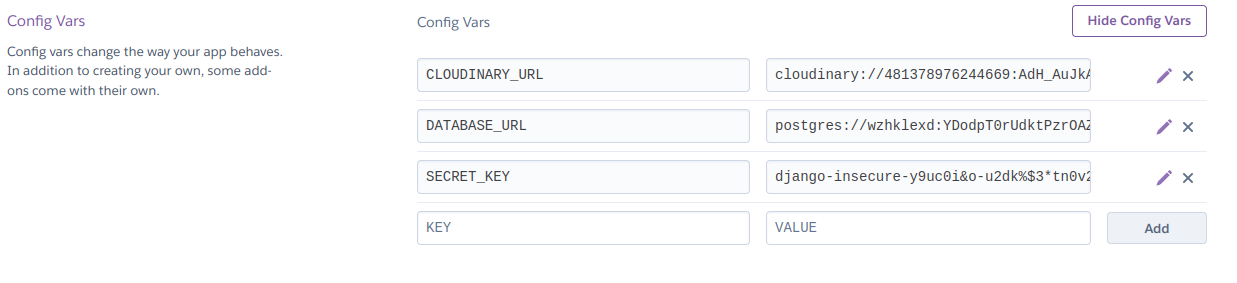 Config Vars
Config vars change the way your app behaves.
In addition to creating your own, some add-
ons come with their own.
Config Vars
Hide Config Vars
CLOUDINARY_URL cloudinary://481378976244669:AdH_AuJkA
DATABASE_URL postgres://wzhklexd:YDodpT0rUdktPzrOAZ
SECRET_KEY django-insecure-y9uc0i&o-u2dk%$3*tn0v2
KEY VALUE Add